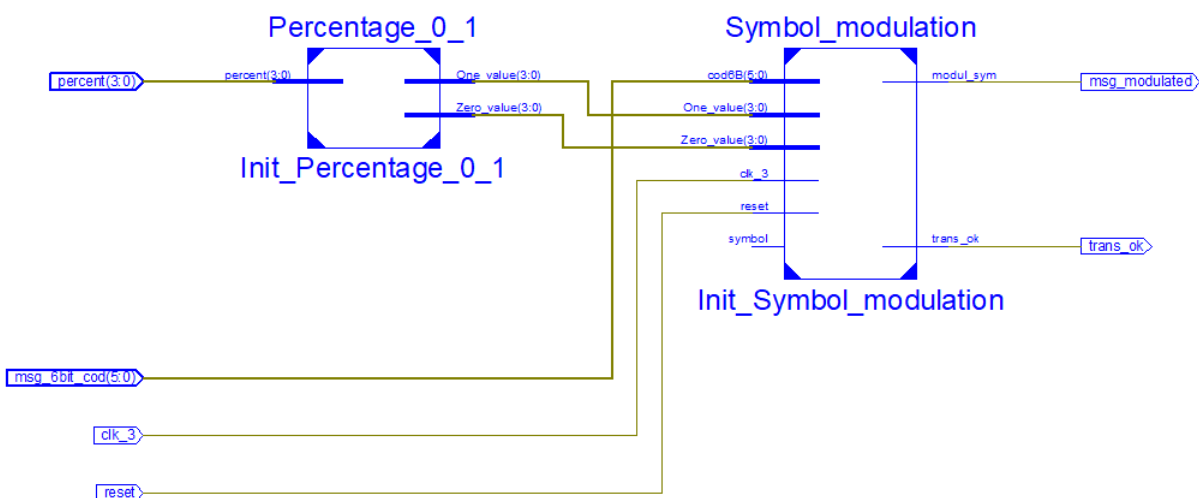 Percentage_0_1
Symbol_modulation
percent(3:0)
percent(3:0)
One_value(3:0)
Zero_value(3:0)
Init_Percentage_0_1
cod6B(5:0)
One_value(3:0)
Zero_value(3:0)
clk_3
reset
symbol
modul_sym
msg_modulated
trans_ok
trans_ok
Init_Symbol_modulation
msg_6bit_cod(5:0)
clk_3
reset